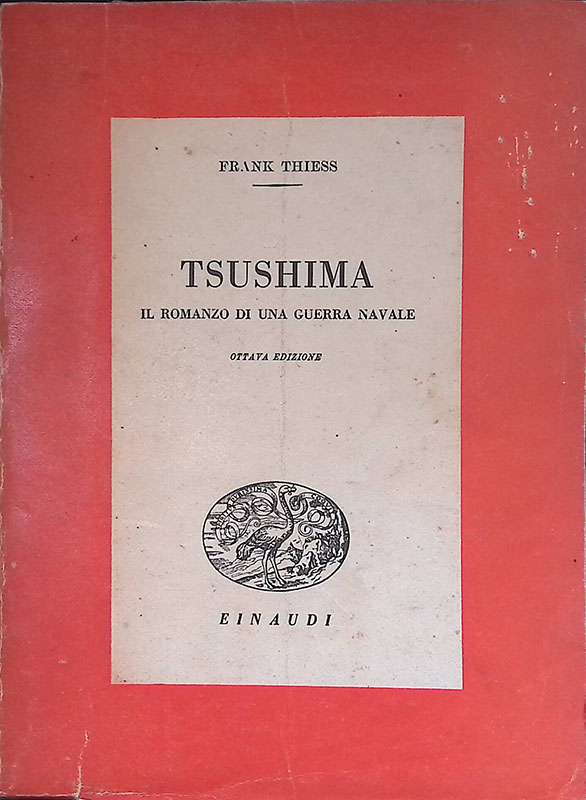 FRANK THIESS
TSUSHIMA
IL ROMANZO DI UNA GUERRA NAVALE
OTTAVA EDIZIONE
EINAUDI